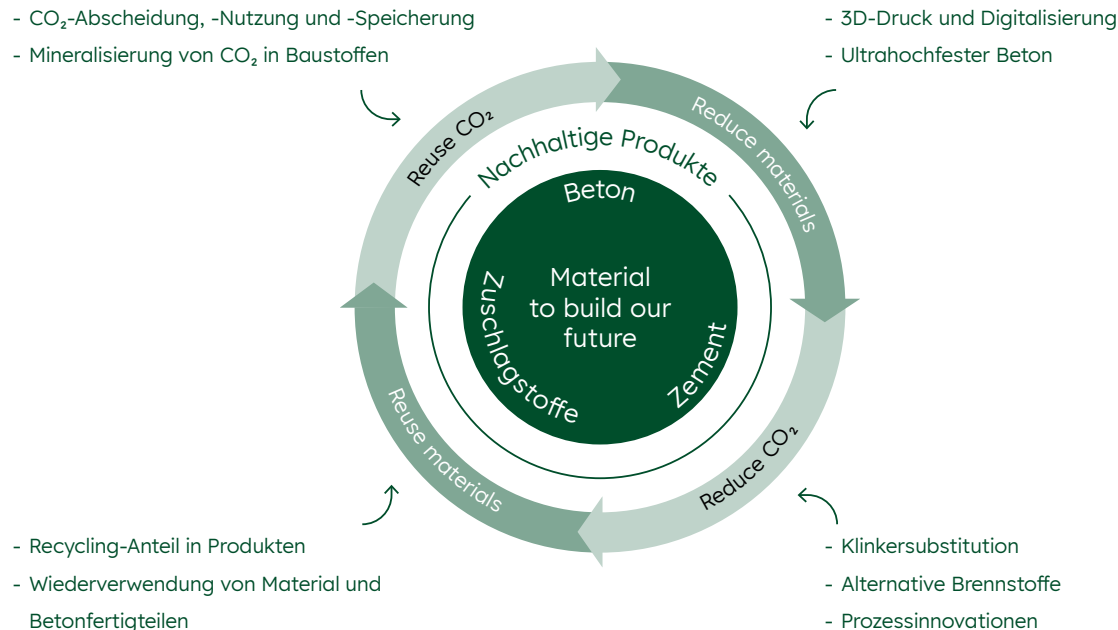 - CO₂-Abscheidung, -Nutzung und -Speicherung
- Mineralisierung von CO₂ in Baustoffen
- 3D-Druck und Digitalisierung
- Ultrahochfester Beton
Reuse CO₂
Reduce materials
Nachhaltige Produkte
Beton
Zuschlagstoffe
Material
to build our
future
Zement
Reuse materials
Reduce CO₂
- Recycling-Anteil in Produkten
- Wiederverwendung von Material und
Betonfertigteilen
- Klinkersubstitution
- Alternative Brennstoffe
- Prozessinnovationen